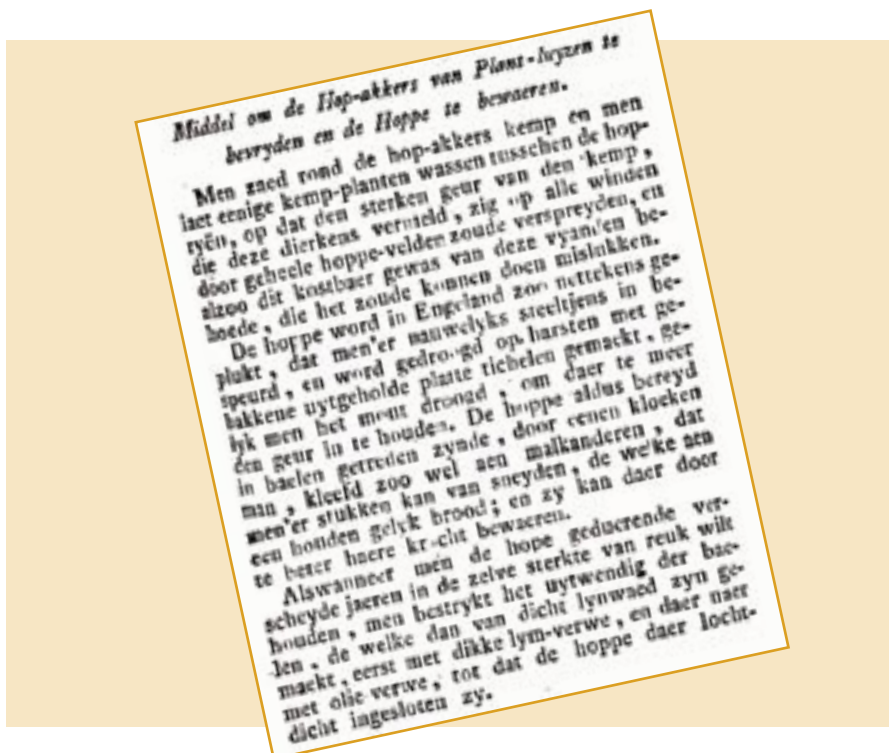 Middel om de Hop-akkers van Plant-luyzen te
bevryden en de Hoppe te bewaeren.
Men zaed rond de hop-akkers kemp en men
laet eenige kemp-planten wassen tusschen de hop-
ryën, op dat den sterken geur van den kemp,
die deze dierkens vernield, zig op alle winden
door geheele hoppe-velden zoude verspreyden, en
alzoo dit kostbaer gewas van deze vyanden be-
hoede, die het zoude konnen doen mislukken.
De hoppe word in Engeland zoo nettekens ge-
plukt, dat men'er nauwelyks steeltjens in be-
speurd, en word gedroogd op harsten met ge-
bakkene uytgeholde platte tichelen gemackt, ge-
lyk men het mout droogd, om daer te meer
den geur in te houden. De hoppe aldus bereyd
in baelen getreden zynde, door eenen kloeken
man, kleefd zoo wel aen malkanderen, dat
men'er stukken kan van sneyden, de welke aen
een houden gelyk brood; en zy kan daer door
te beter haere kracht bewaeren.
Alswanneer men de hope geduerende ver-
scheyde jaeren in de zelve sterkte van reuk wilt
houden, men bestrykt het uytwendig der bae-
len, de welke dan van dicht lynwaed zyn ge-
maekt, eerst met dikke lym-verwe, en daer naer
met olie-verwe, tot dat de hoppe daer locht-
dicht ingesloten zy.